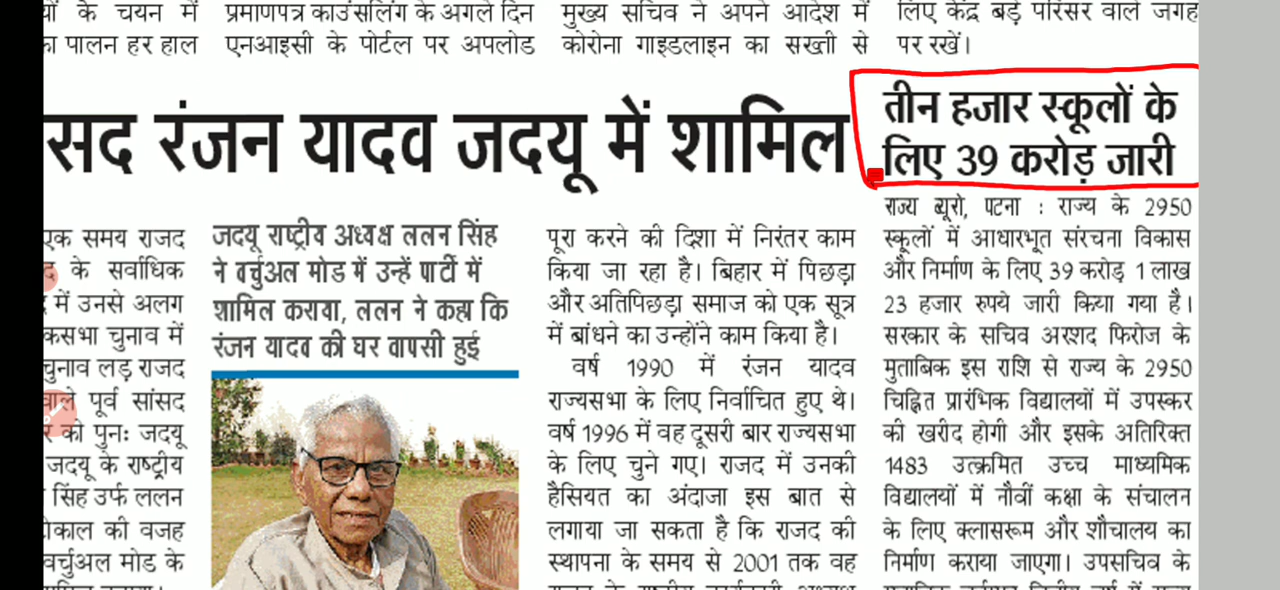 यों के चयन में
का पालन हर हाल
प्रमाणपत्र काउंसलिंग के अगले दिन
एनआइसी के पोर्टल पर अपलोड
मुख्य सचिव ने अपने आदेश में
कोरोना गाइडलाइन का सख्ती से
लिए केंद्र बड़े परिसर वाले जगह
पर रखें।
सद रंजन यादव जदयू में शामिल
एक समय राजद
द के सर्वाधिक
में उनसे अलग
कसभा चुनाव में
चुनाव लड़ राजद
वाले पूर्व सांसद
र को पुनः जदयू
जदयू के राष्ट्रीय
सिंह उर्फ ललन
ोकाल की वजह
वर्चुअल मोड के
जदयू राष्ट्रीय अध्यक्ष ललन सिंह
ने वर्चुअल मोड में उन्हें पार्टी में
शामिल कराया, ललन ने कहा कि
रंजन यादव की घर वापसी हुई
पूरा करने की दिशा में निरंतर काम
किया जा रहा है। बिहार में पिछड़ा
और अतिपिछड़ा समाज को एक सूत्र
में बांधने का उन्होंने काम किया है।
वर्ष 1990 में रंजन यादव
राज्यसभा के लिए निर्वाचित हुए थे।
वर्ष 1996 में वह दूसरी बार राज्यसभा
के लिए चुने गए। राजद में उनकी
हैसियत का अंदाजा इस बात से
लगाया जा सकता है कि राजद की
स्थापना के समय से 2001 तक वह
तीन हजार स्कूलों के
लिए 39 करोड़ जारी
राज्य ब्यूरो, पटना : राज्य के 2950
स्कूलों में आधारभूत संरचना विकास
और निर्माण के लिए 39 करोड़ 1 लाख
23 हजार रुपये जारी किया गया है।
सरकार के सचिव अरशद फिरोज के
मुताबिक इस राशि से राज्य के 2950
चिह्नित प्रारंभिक विद्यालयों में उपस्कर
की खरीद होगी और इसके अतिरिक्त
1483 उत्क्रमित उच्च माध्यमिक
विद्यालयों में नौवीं कक्षा के संचालन
के लिए क्लासरूम और शौचालय का
निर्माण कराया जाएगा। उपसचिव के